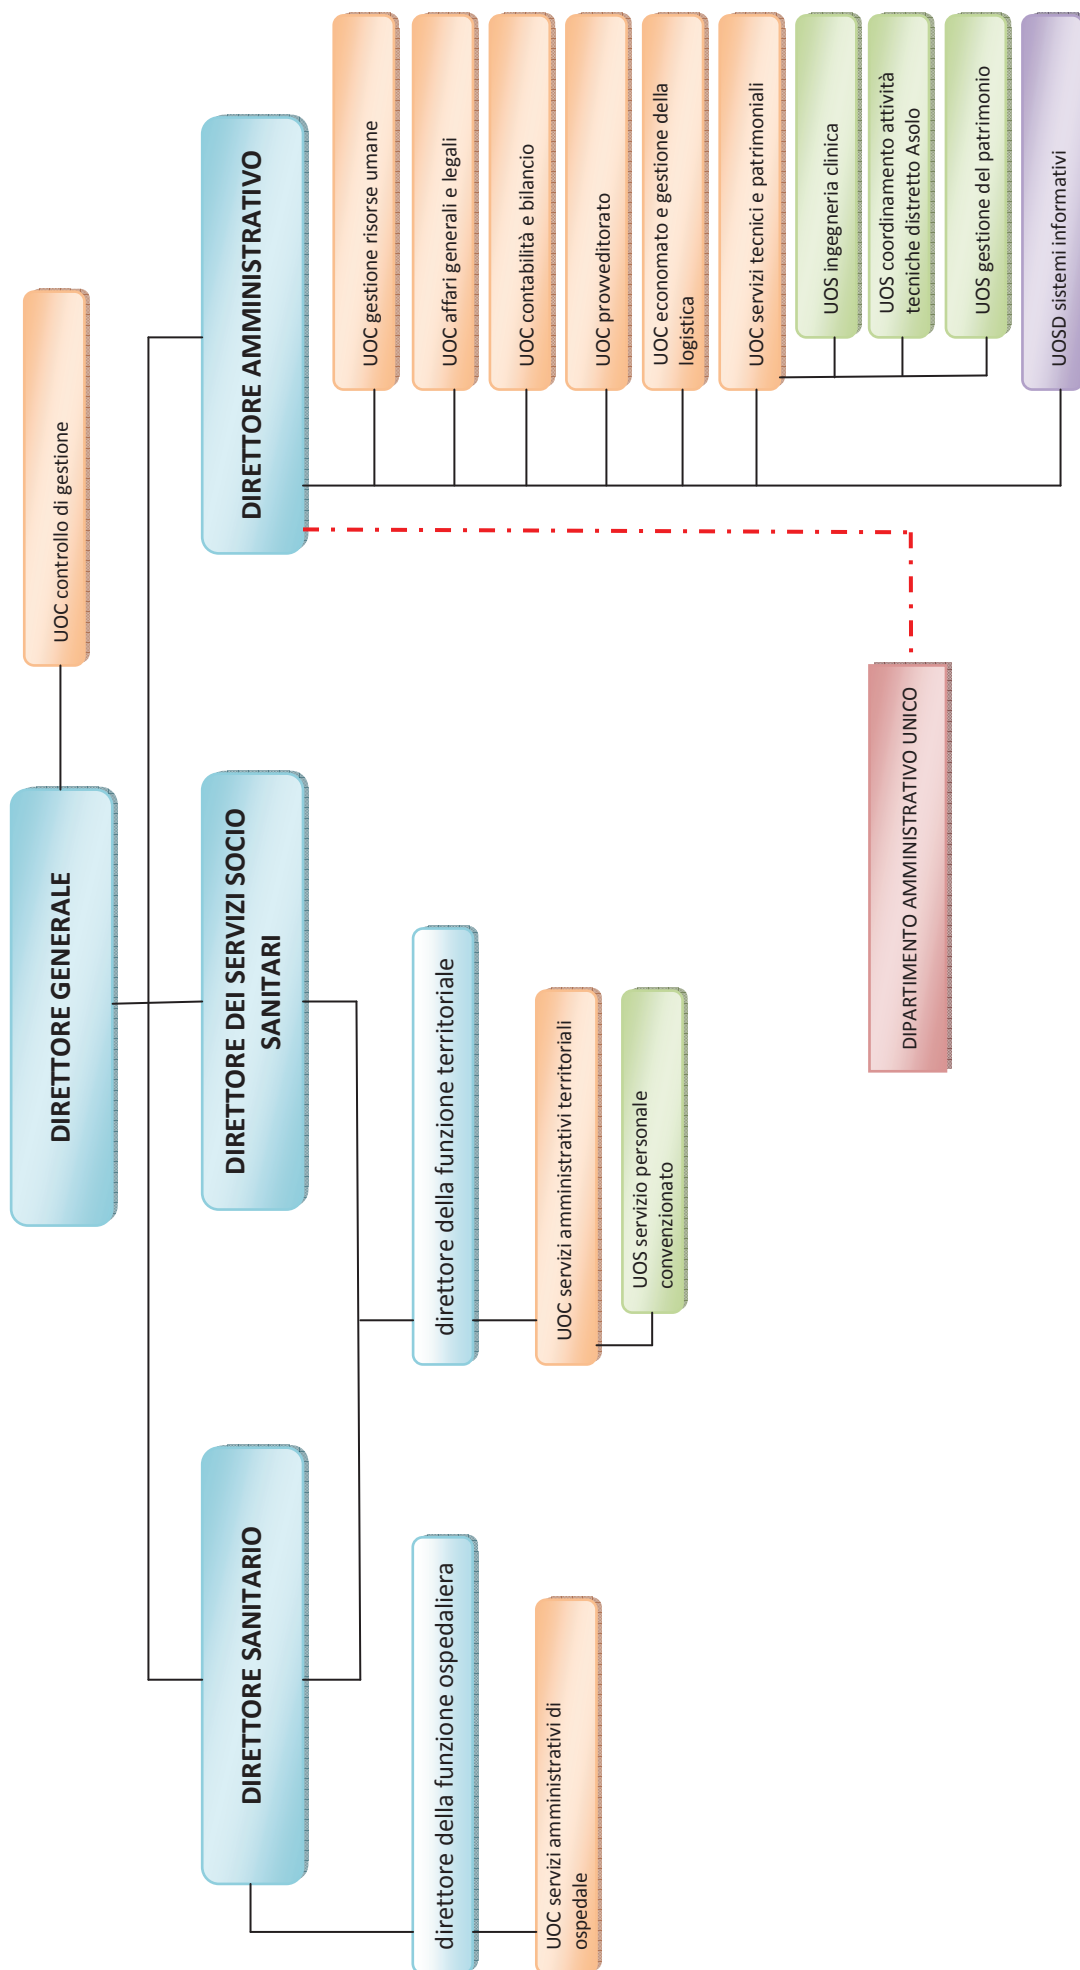 DIRETTORE GENERALE
UOC controllo di gestione
DIRETTORE SANITARIO
DIRETTORE DEI SERVIZI SOCIO
SANITARI
DIRETTORE AMMINISTRATIVO
direttore della funzione ospedaliera
UOC servizi amministrativi di
ospedale
direttore della funzione territoriale
UOC servizi amministrativi territoriali
UOS servizio personale
convenzionato
UOC gestione risorse umane
UOC affari generali e legali
UOC contabilità e bilancio
UOC provveditorato
UOC economato e gestione della
logistica
UOC servizi tecnici e patrimoniali
UOS ingegneria clinica
UOS coordinamento attività
tecniche distretto Asolo
UOS gestione del patrimonio
UOSD sistemi informativi
DIPARTIMENTO AMMINISTRATIVO UNICO